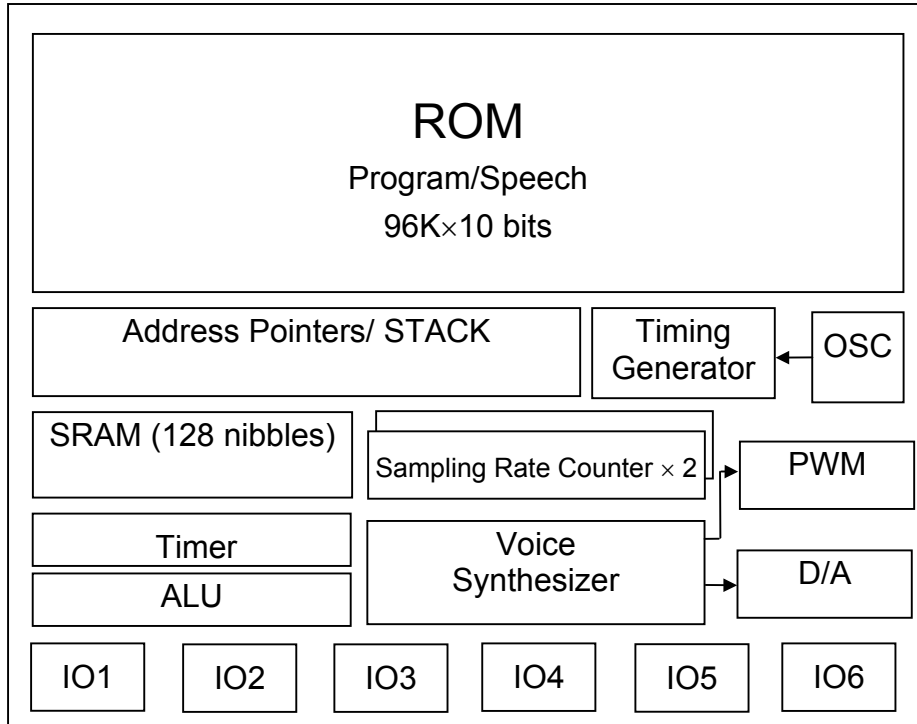 ROM
Program/Speech
96K×10 bits
Address Pointers/ STACK
Timing
Generator
OSC
SRAM (128 nibbles)
Sampling Rate Counter × 2
PWM
Timer
Voice
Synthesizer
D/A
ALU
IO1
IO2
IO3
IO4
IO5
IO6